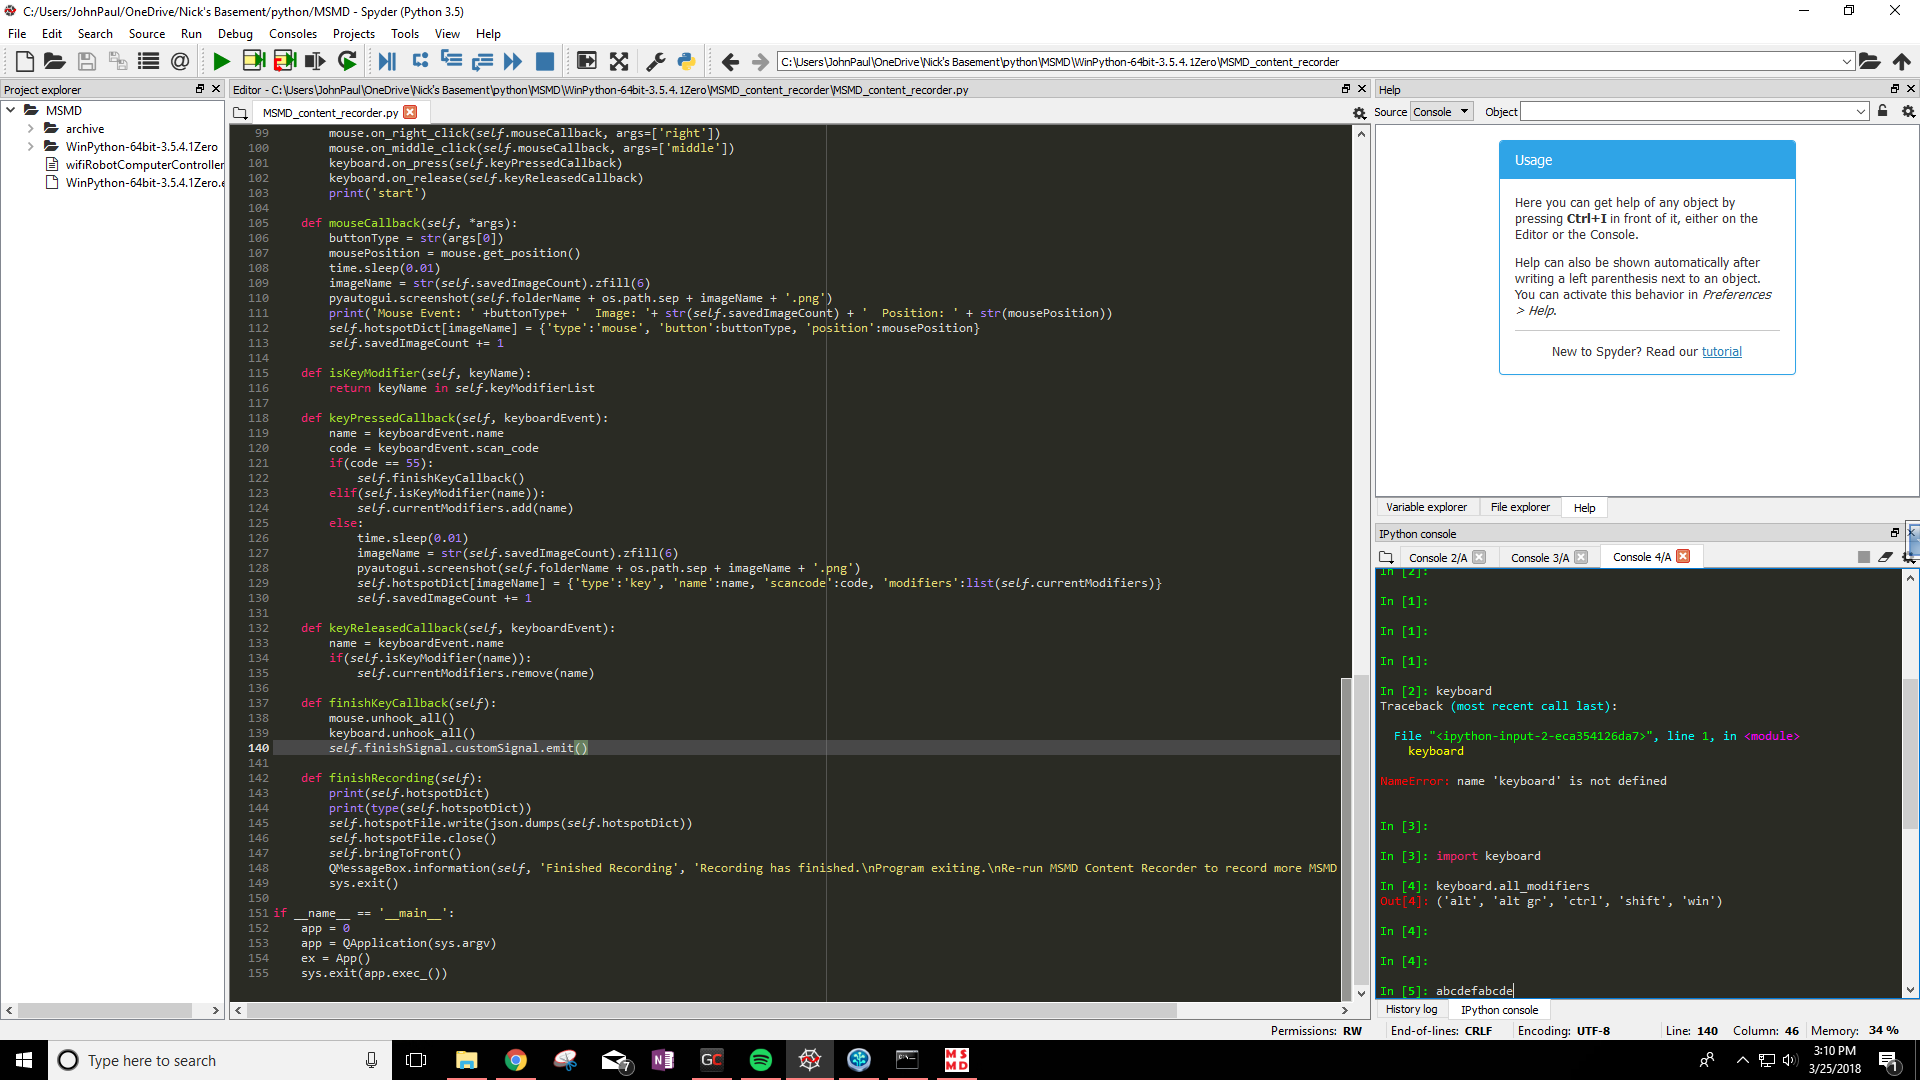 C:/Users/JohnPaul/OneDrive/Nick's Basement/python/MSMD - Spyder (Python 3.5)
File Edit Search Source Run Debug Consoles Projects Tools View Help
C:\Users\JohnPaul\OneDrive\Nick's Basement\python\MSMD\WinPython-64bit-3.5.4.1Zero\MSMD_content_recorder
Project explorer
MSMD
archive
WinPython-64bit-3.5.4.1Zero
wifiRobotComputerController
WinPython-64bit-3.5.4.1Zero.e
Editor - C:\Users\JohnPaul\OneDrive\Nick's Basement\python\MSMD\WinPython-64bit-3.5.4.1Zero\MSMD_content_recorder\MSMD_content_recorder.py
MSMD_content_recorder.py
99 mouse.on_right_click(self.mouseCallback, args=['right'])
100 mouse.on_middle_click(self.mouseCallback, args=['middle'])
101 keyboard.on_press(self.keyPressedCallback)
102 keyboard.on_release(self.keyReleasedCallback)
103 print('start')
104
105 def mouseCallback(self, *args):
106 buttonType = str(args[0])
107 mousePosition = mouse.get_position()
108 time.sleep(0.01)
109 imageName = str(self.savedImageCount).zfill(6)
110 pyautogui.screenshot(self.folderName + os.path.sep + imageName + '.png')
111 print('Mouse Event: ' +buttonType+ '  Image: '+ str(self.savedImageCount) + '  Position: ' + str(mousePosition))
112 self.hotspotDict[imageName] = {'type':'mouse', 'button':buttonType, 'position':mousePosition}
113 self.savedImageCount += 1
114
115 def isKeyModifier(self, keyName):
116 return keyName in self.keyModifierList
117
118 def keyPressedCallback(self, keyboardEvent):
119 name = keyboardEvent.name
120 code = keyboardEvent.scan_code
121 if(code == 55):
122 self.finishKeyCallback()
123 elif(self.isKeyModifier(name)):
124 self.currentModifiers.add(name)
125 else:
126 time.sleep(0.01)
127 imageName = str(self.savedImageCount).zfill(6)
128 pyautogui.screenshot(self.folderName + os.path.sep + imageName + '.png')
129 self.hotspotDict[imageName] = {'type':'key', 'name':name, 'scancode':code, 'modifiers':list(self.currentModifiers)}
130 self.savedImageCount += 1
131
132 def keyReleasedCallback(self, keyboardEvent):
133 name = keyboardEvent.name
134 if(self.isKeyModifier(name)):
135 self.currentModifiers.remove(name)
136
137 def finishKeyCallback(self):
138 mouse.unhook_all()
139 keyboard.unhook_all()
140 self.finishSignal.customSignal.emit()
141
142 def finishRecording(self):
143 print(self.hotspotDict)
144 print(type(self.hotspotDict))
145 self.hotspotFile.write(json.dumps(self.hotspotDict))
146 self.hotspotFile.close()
147 self.bringToFront()
148 QMessageBox.information(self, 'Finished Recording', 'Recording has finished.\nProgram exiting.\nRe-run MSMD Content Recorder to record more MSMD
149 sys.exit()
150
151 if __name__ == '__main__':
152 app = 0
153 app = QApplication(sys.argv)
154 ex = App()
155 sys.exit(app.exec_())
Help
Source Console Object
Usage
Here you can get help of any object by
pressing Ctrl+I in front of it, either on the
Editor or the Console.
Help can also be shown automatically after
writing a left parenthesis next to an object.
You can activate this behavior in Preferences
> Help.
New to Spyder? Read our tutorial
Variable explorer File explorer Help
IPython console
Console 2/A Console 3/A Console 4/A
In [2]:
In [1]:
In [1]:
In [1]:
In [2]: keyboard
Traceback (most recent call last):
File "<ipython-input-2-eca354126da7>", line 1, in <module>
keyboard
NameError: name 'keyboard' is not defined
In [3]:
In [3]: import keyboard
In [4]: keyboard.all_modifiers
Out[4]: ('alt', 'alt gr', 'ctrl', 'shift', 'win')
In [4]:
In [4]:
In [5]: abcdefabcde
History log IPython console
Permissions: RW End-of-lines: CRLF Encoding: UTF-8 Line: 140 Column: 46 Memory: 34 %
Type here to search
7
GC
MS
MD
3:10 PM
3/25/2018
1